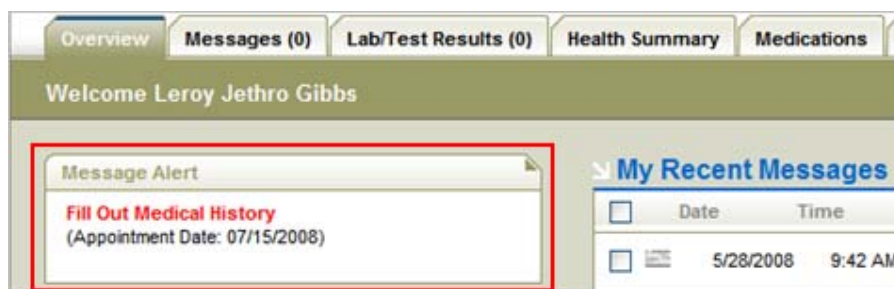 Overview Messages (0) Lab/Test Results (0) Health Summary Medications
Welcome Leroy Jethro Gibbs
Message Alert
Fill Out Medical History
(Appointment Date: 07/15/2008)
My Recent Messages
Date Time
5/28/2008 9:42 AM